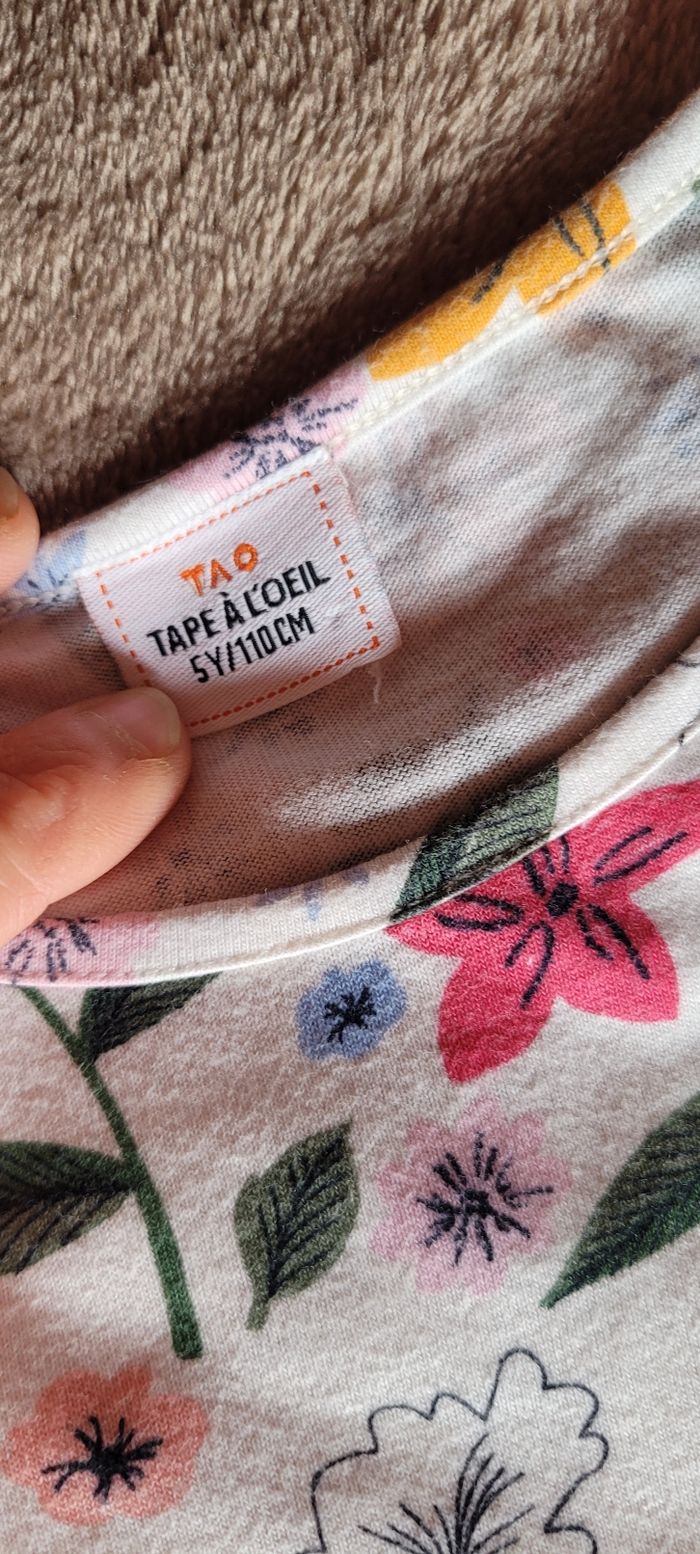 TAO
TAPE À L'OEIL
5Y/110CM